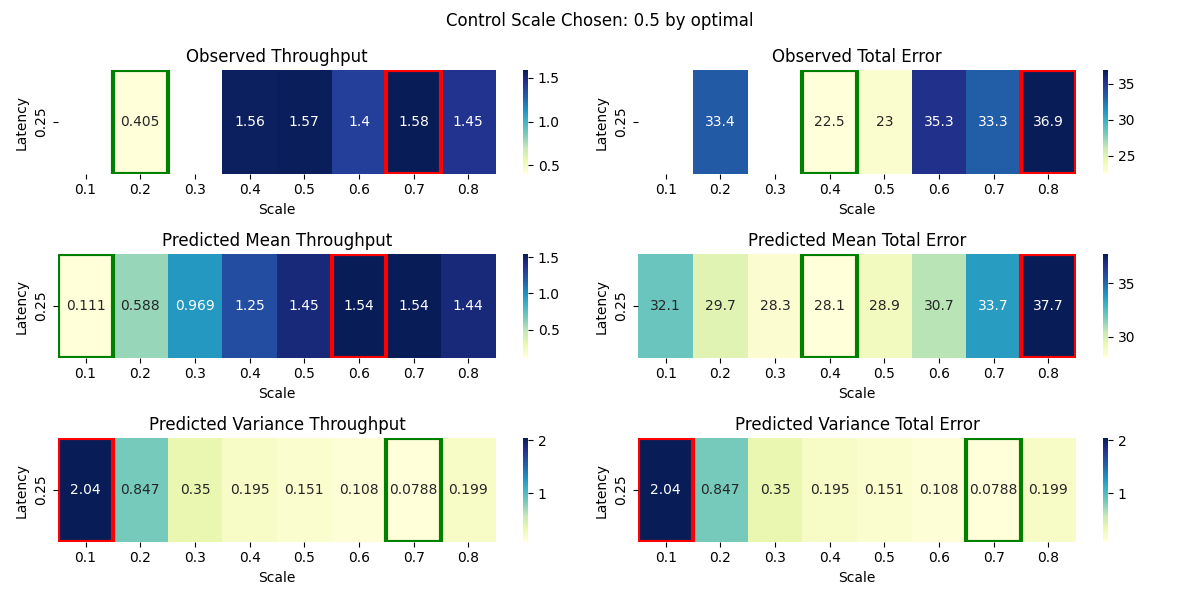 Control Scale Chosen: 0.5 by optimal
Observed Throughput
Latency
0.25
0.405 1.56 1.57 1.4 1.58 1.45
0.1 0.2 0.3 0.4 0.5 0.6 0.7 0.8
Scale
1.5
1.0
0.5
Observed Total Error
Latency
0.25
33.4 22.5 23 35.3 33.3 36.9
0.1 0.2 0.3 0.4 0.5 0.6 0.7 0.8
Scale
35
30
25
Predicted Mean Throughput
Latency
0.25
0.111 0.588 0.969 1.25 1.45 1.54 1.54 1.44
0.1 0.2 0.3 0.4 0.5 0.6 0.7 0.8
Scale
1.5
1.0
0.5
Predicted Mean Total Error
Latency
0.25
32.1 29.7 28.3 28.1 28.9 30.7 33.7 37.7
0.1 0.2 0.3 0.4 0.5 0.6 0.7 0.8
Scale
35
30
Predicted Variance Throughput
Latency
0.25
2.04 0.847 0.35 0.195 0.151 0.108 0.0788 0.199
0.1 0.2 0.3 0.4 0.5 0.6 0.7 0.8
Scale
2
1
Predicted Variance Total Error
Latency
0.25
2.04 0.847 0.35 0.195 0.151 0.108 0.0788 0.199
0.1 0.2 0.3 0.4 0.5 0.6 0.7 0.8
Scale
2
1